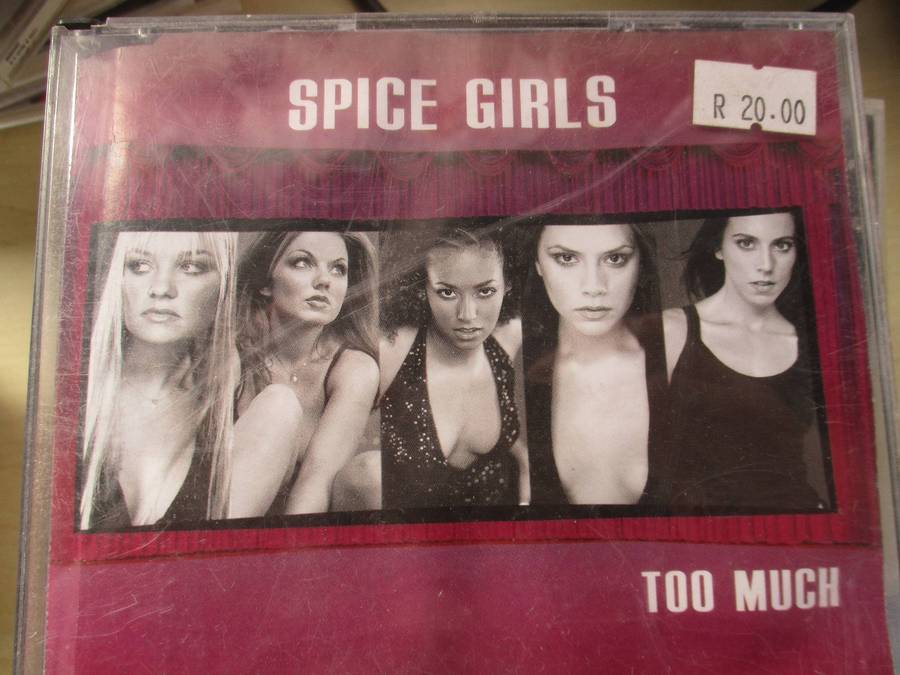 SPICE GIRLS
R 20.00
TOO MUCH